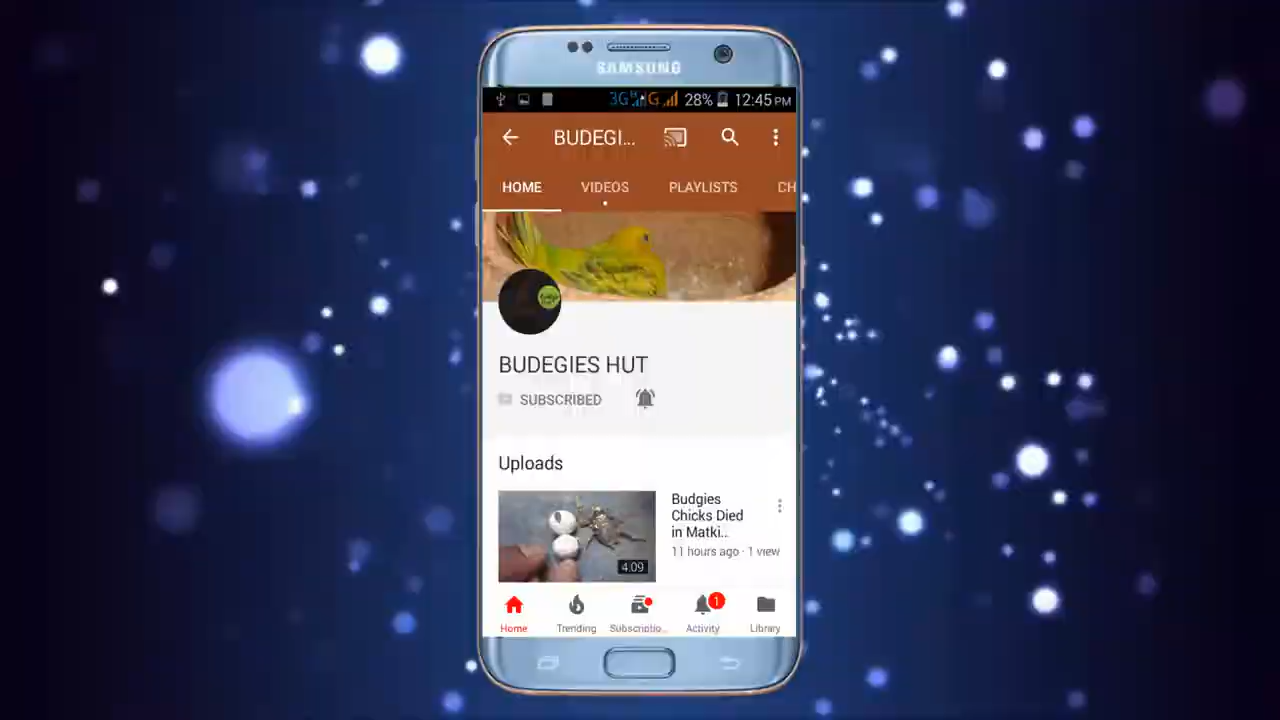 SAMSUNG
3G H G 28% 12:45 PM
BUDEGI...
HOME VIDEOS PLAYLISTS CH
BUDEGIES HUT
SUBSCRIBED
Uploads
Budgies
Chicks Died
in Matki..
11 hours ago · 1 view
4:09
1
Home Trending Subscriptio.. Activity Library